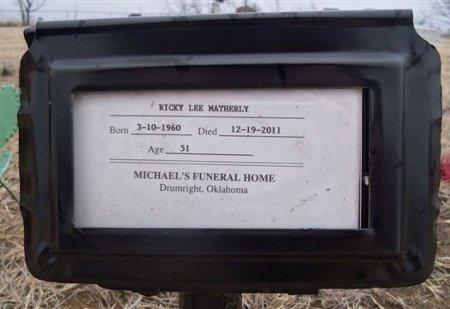 RICKY LEE MATHERLY
Born 3-10-1960 Died 12-19-2011
Age 51
MICHAEL'S FUNERAL HOME
Drumright, Oklahoma